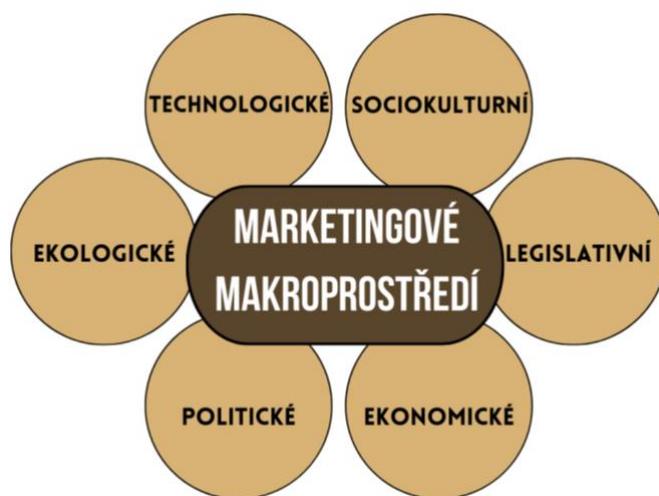 TECHNOLOGICKÉ
SOCIOKULTURNÍ
EKOLOGICKÉ
MARKETINGOVÉ
MAKROPROSTŘEDÍ
LEGISLATIVNÍ
POLITICKÉ
EKONOMICKÉ